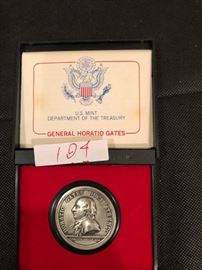 U.S. MINT
DEPARTMENT OF THE TREASURY
GENERAL HORATIO GATES
104